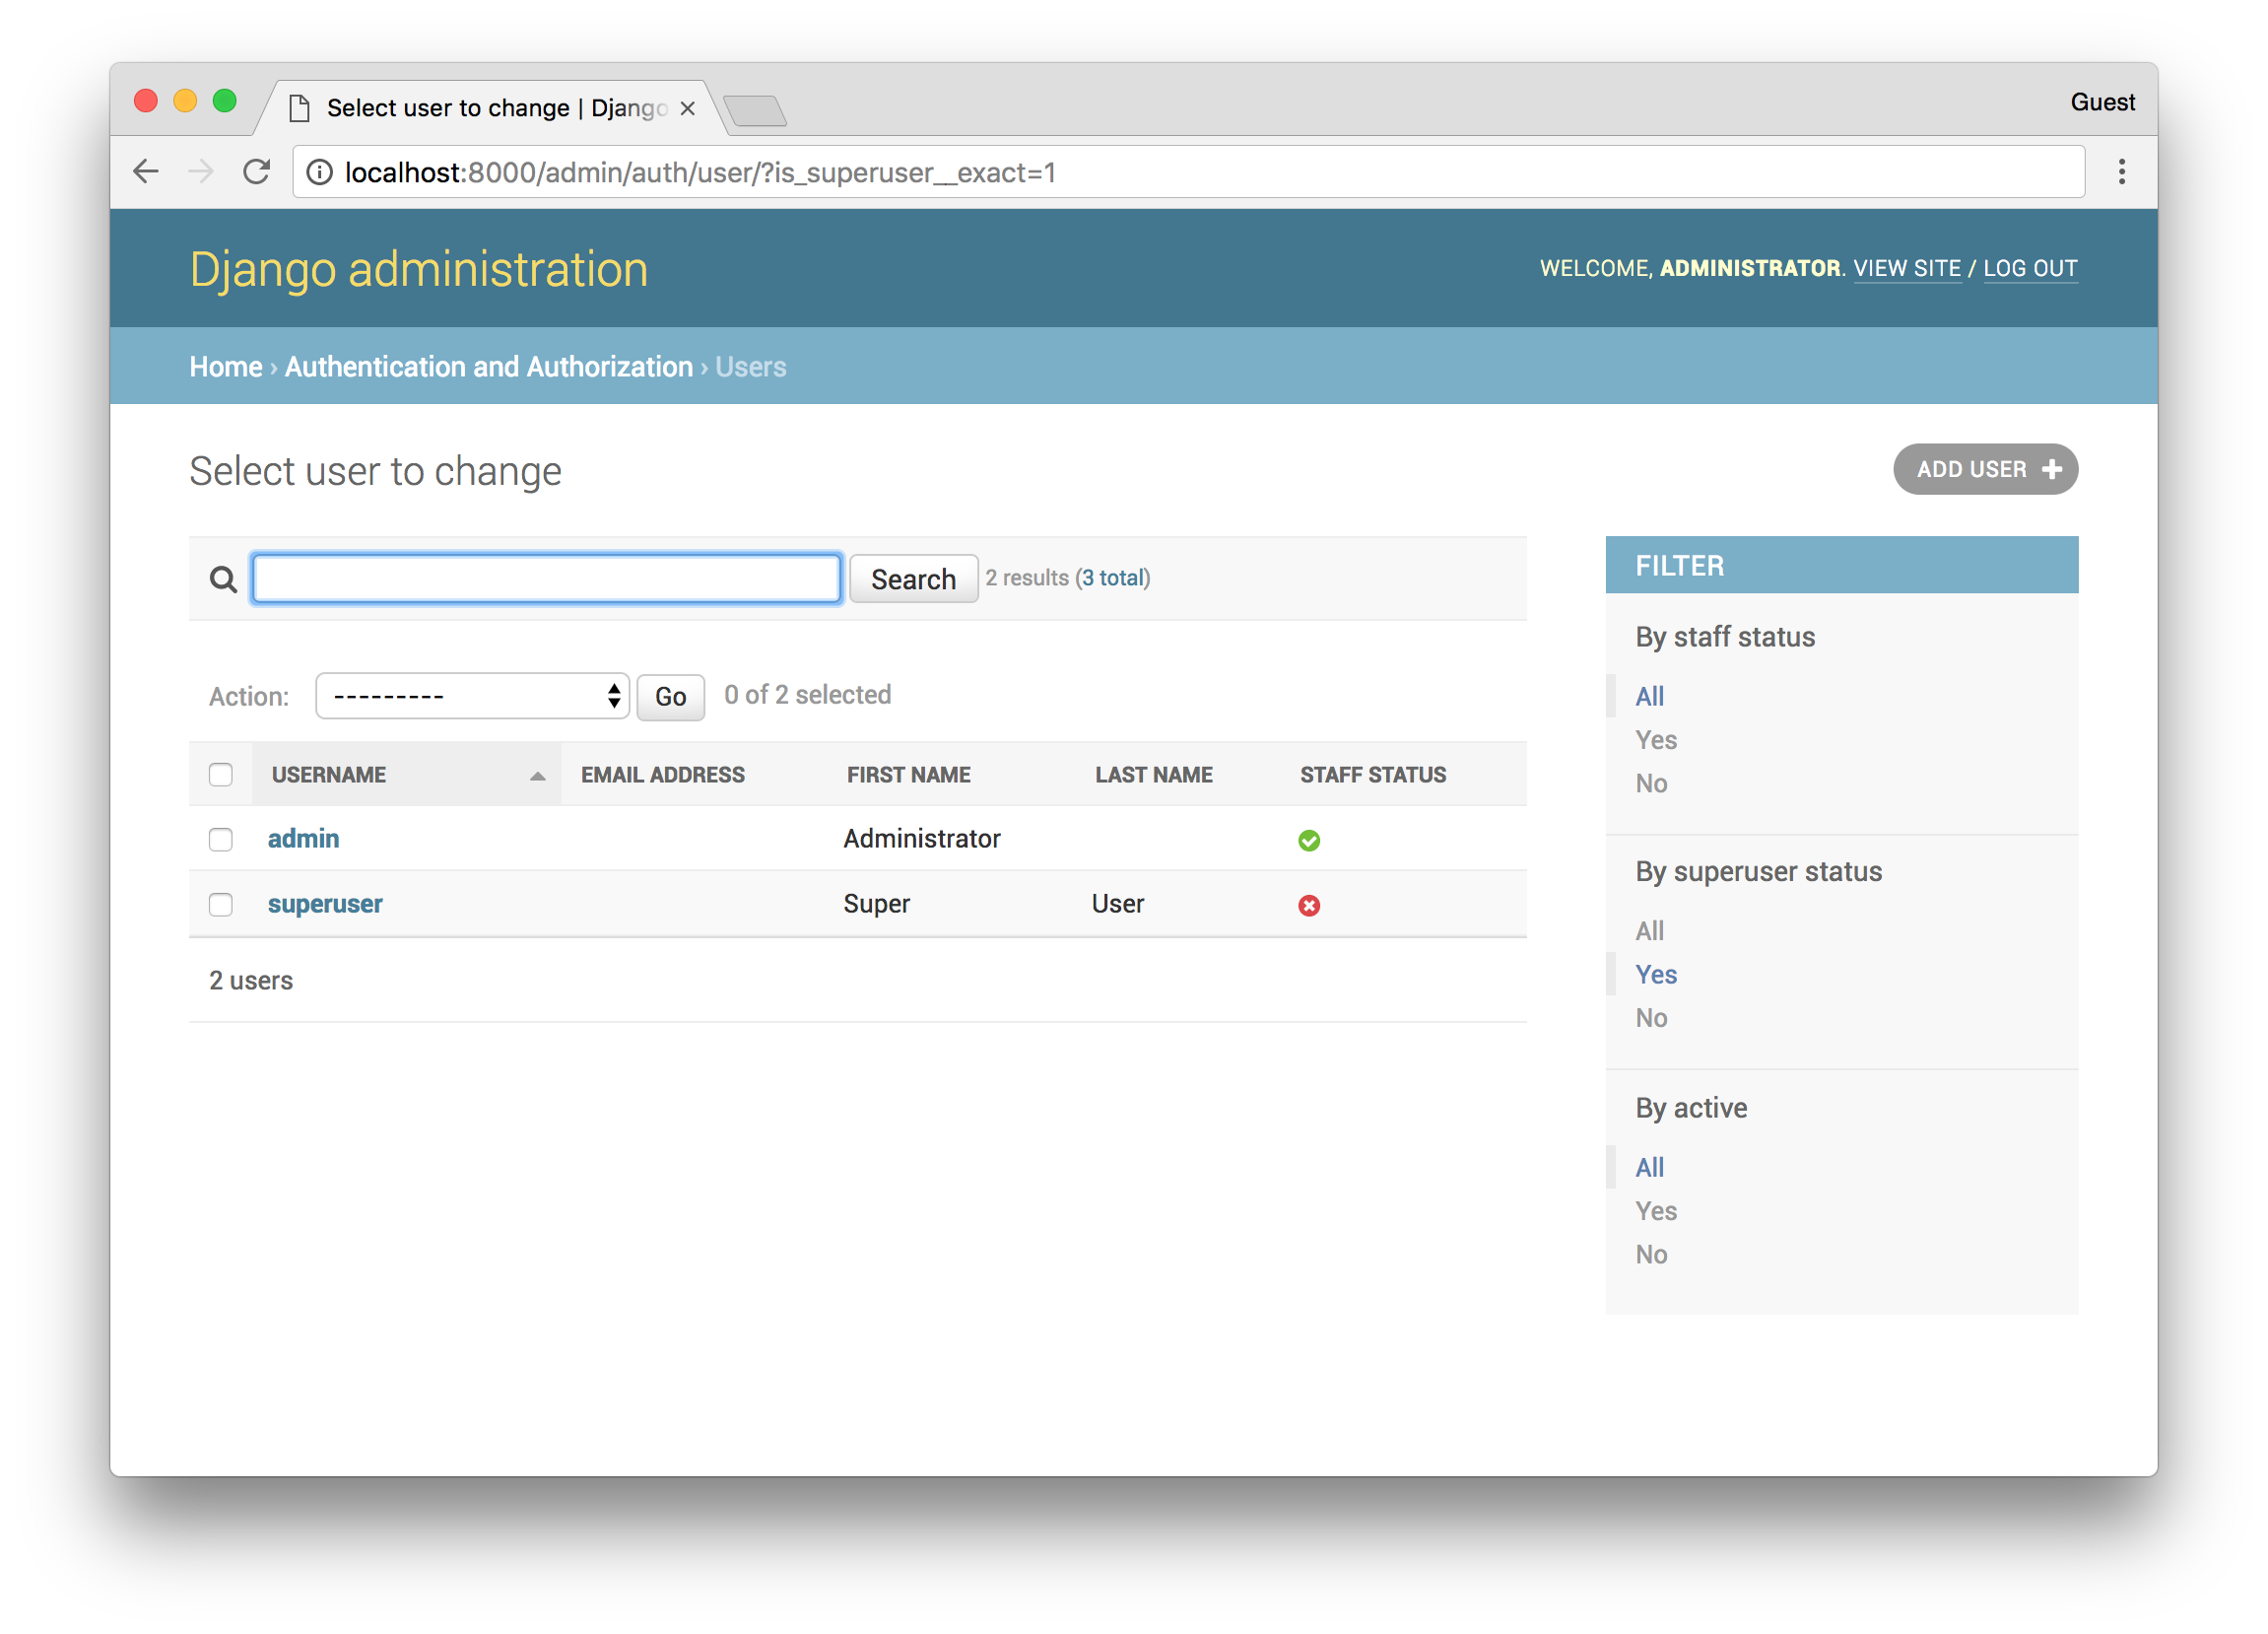 Select user to change | Django
Guest
localhost:8000/admin/auth/user/?is_superuser__exact=1
Django administration
WELCOME, ADMINISTRATOR. VIEW SITE / LOG OUT
Home › Authentication and Authorization › Users
Select user to change
ADD USER +
Search 2 results (3 total)
Action: --------- Go 0 of 2 selected
USERNAME EMAIL ADDRESS FIRST NAME LAST NAME STAFF STATUS
admin Administrator
superuser Super User
2 users
FILTER
By staff status
All
Yes
No
By superuser status
All
Yes
No
By active
All
Yes
No